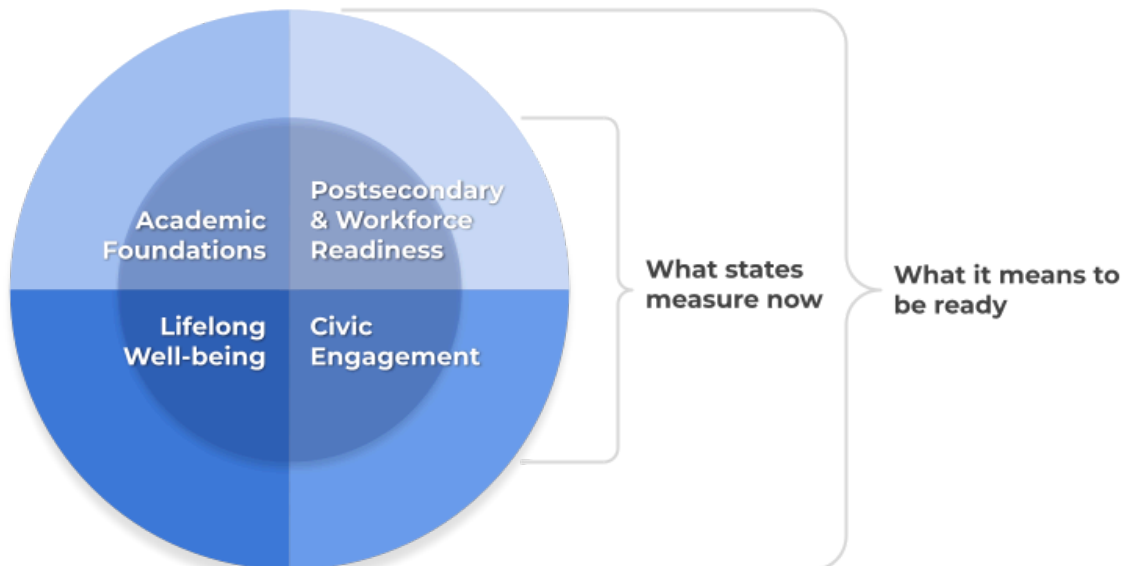 Academic
Foundations
Postsecondary
& Workforce
Readiness
Lifelong
Well-being
Civic
Engagement
What states
measure now
What it means to
be ready